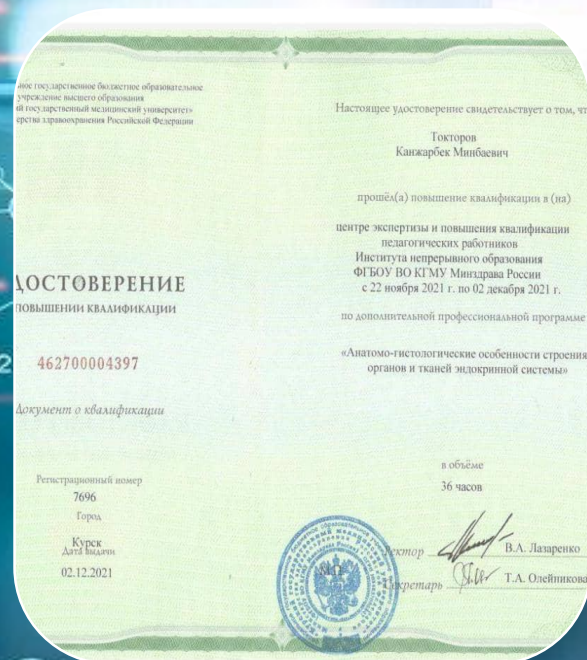 ное государственное бюджетное образовательное
учреждение высшего образования
ий государственный медицинский университет»
ерства здравоохранения Российской Федерации
ДОСТОВЕРЕНИЕ
ПОВЫШЕНИИ КВАЛИФИКАЦИИ
462700004397
Документ о квалификации
Регистрационный номер
7696
Город
Курск
Дата выдачи
02.12.2021
Настоящее удостоверение свидетельствует о том, чт
Токторов
Канжарбек Минбаевич
прошёл(а) повышение квалификации в (на)
центре экспертизы и повышения квалификации
педагогических работников
Института непрерывного образования
ФГБОУ ВО КГМУ Минздрава России
с 22 ноября 2021 г. по 02 декабря 2021 г.
по дополнительной профессиональной программе
«Анатомо-гистологические особенности строения
органов и тканей эндокринной системы»
в объёме
36 часов
Ректор В.А. Лазаренко
Секретарь Т.А. Олейникова
М.П.
2